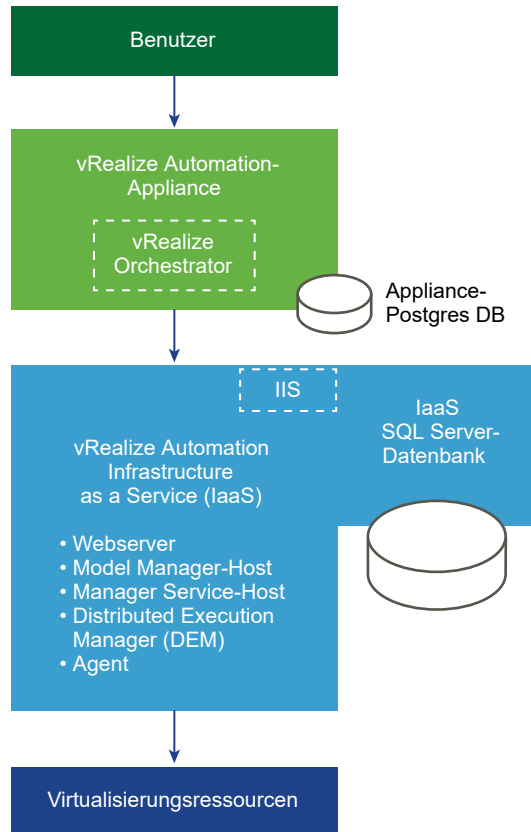 Benutzer
vRealize Automation-
Appliance
vRealize
Orchestrator
Appliance-
Postgres DB
IIS
IaaS
SQL Server-
Datenbank
vRealize Automation
Infrastructure
as a Service (IaaS)
• Webserver
• Model Manager-Host
• Manager Service-Host
• Distributed Execution
Manager (DEM)
• Agent
Virtualisierungsressourcen